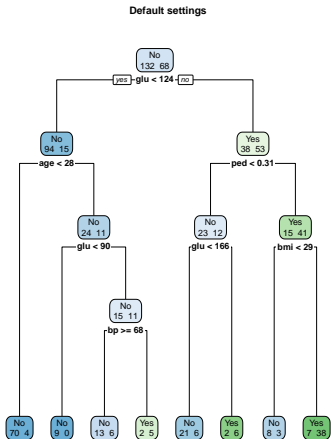 Default settings
No
132 68
yes glu < 124 no
No
94 15
Yes
38 53
age < 28
ped < 0.31
No
24 11
No
23 12
Yes
15 41
glu < 90
glu < 166
bmi < 29
No
15 11
bp >= 68
No
70 4
No
9 0
No
13 6
Yes
2 5
No
21 6
Yes
2 6
No
8 3
Yes
7 38